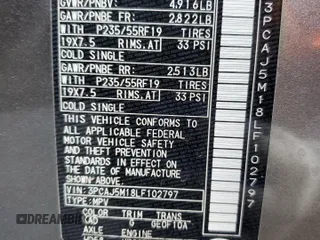 GVWR/PNBV: 4,916LB
GAWR/PNBE FR: 2,822LB
WITH P235/55RF19 TIRES
19X7.5 RIMS.AT 33 PSI
COLD SINGLE
GAWR/PNBE RR: 2,513LB
WITH P235/55RF19 TIRES
19X7.5 RIMS.AT 33 PSI
COLD SINGLE
THIS VEHICLE CONFORMS TO
ALL APPLICABLE FEDERAL
MOTOR VEHICLE SAFETY
AND THEFT PREVENTION
STANDARDS IN EFFECT ON
THE DATE OF MANUFACTURE
SHOWN ABOVE.
VIN:3PCAJ5M18LF102797
TYPE:MPV
COLOR TRIM
AXLE ENGINE
3PCAJ5M18LF102797